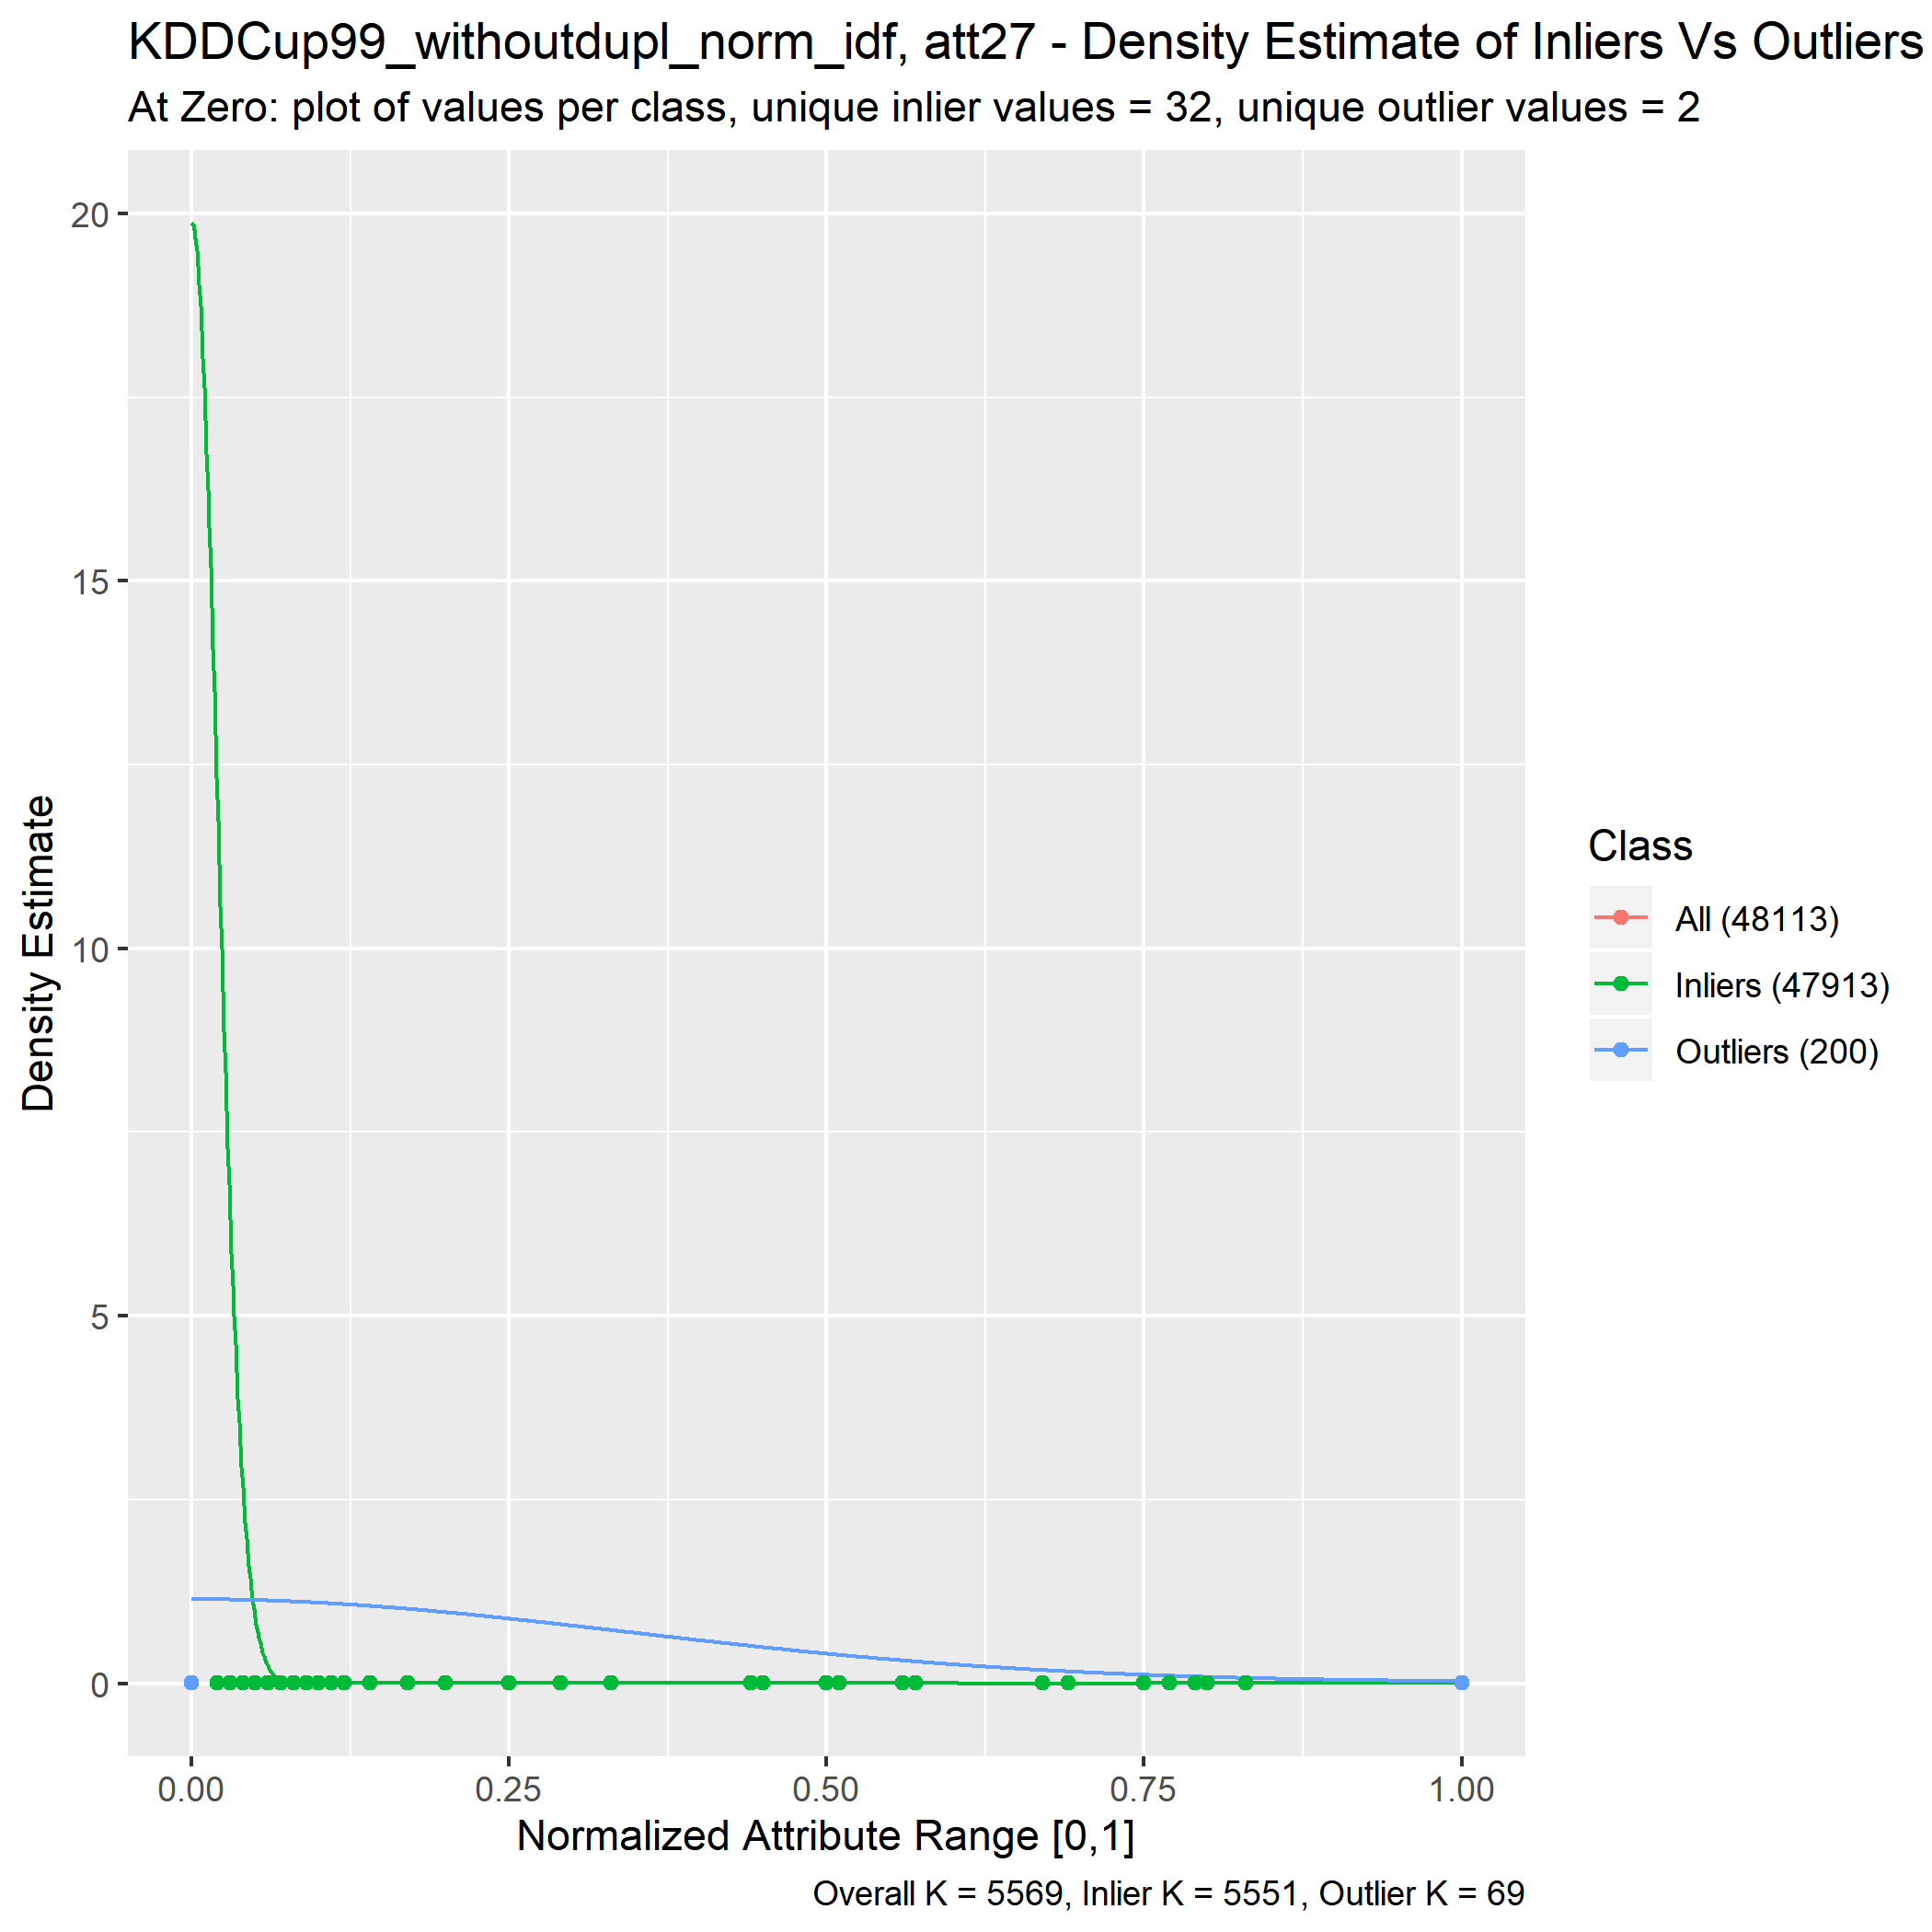 KDDCup99_withoutdupl_norm_idf, att27 - Density Estimate of Inliers Vs Outliers
At Zero: plot of values per class, unique inlier values = 32, unique outlier values = 2
Density Estimate
20
15
10
5
0
0.00 0.25 0.50 0.75 1.00
Normalized Attribute Range [0,1]
Overall K = 5569, Inlier K = 5551, Outlier K = 69
Class
All (48113)
Inliers (47913)
Outliers (200)